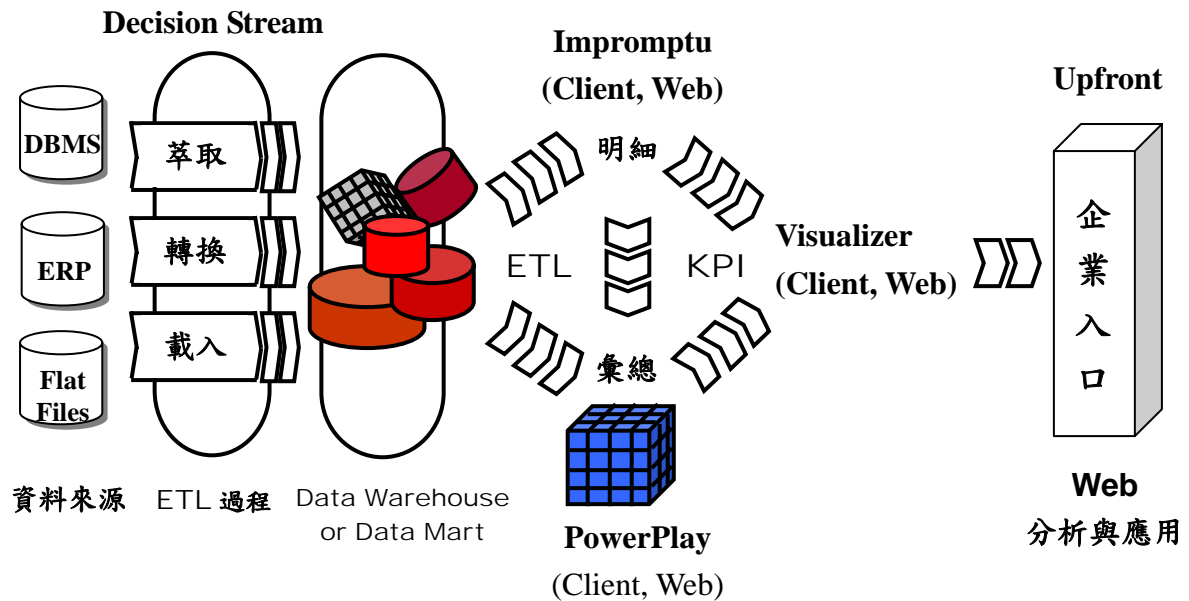 Decision Stream
DBMS
ERP
Flat
Files
資料來源
萃取
轉換
載入
ETL 過程
Data Warehouse
or Data Mart
Impromptu
(Client, Web)
明細
ETL
KPI
彙總
PowerPlay
(Client, Web)
Visualizer
(Client, Web)
Upfront
企
業
入
口
Web
分析與應用